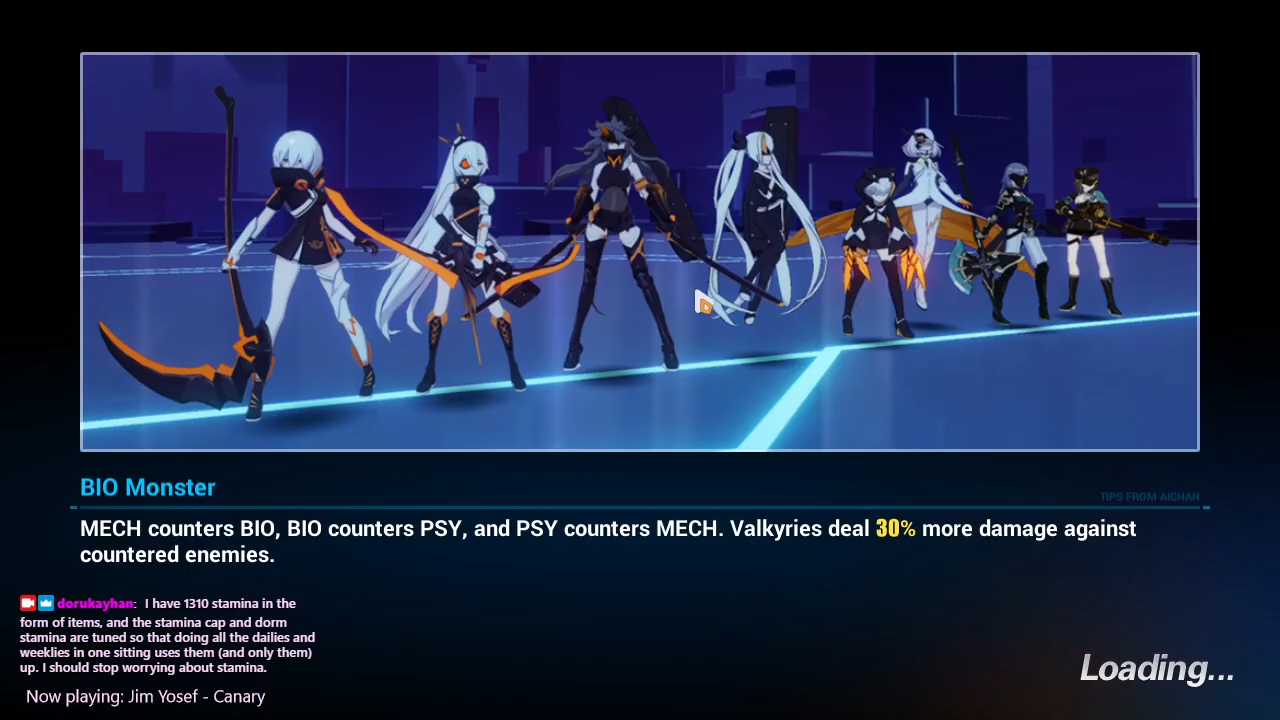 BIO Monster
TIPS FROM AICHAN
MECH counters BIO, BIO counters PSY, and PSY counters MECH. Valkyries deal 30% more damage against
countered enemies.
dorukayhan: I have 1310 stamina in the
form of items, and the stamina cap and dorm
stamina are tuned so that doing all the dailies and
weeklies in one sitting uses them (and only them)
up. I should stop worrying about stamina.
Loading...
Now playing: Jim Yosef - Canary